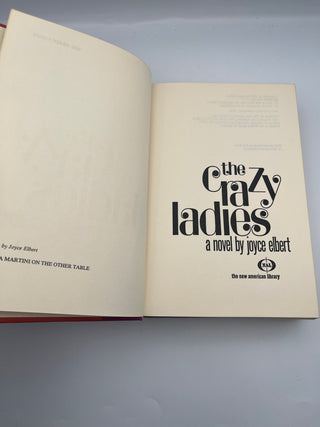 by Joyce Elbert
A MARTINI ON THE OTHER TABLE
the
crazy
ladies
a novel by joyce elbert
NAL
the new american library